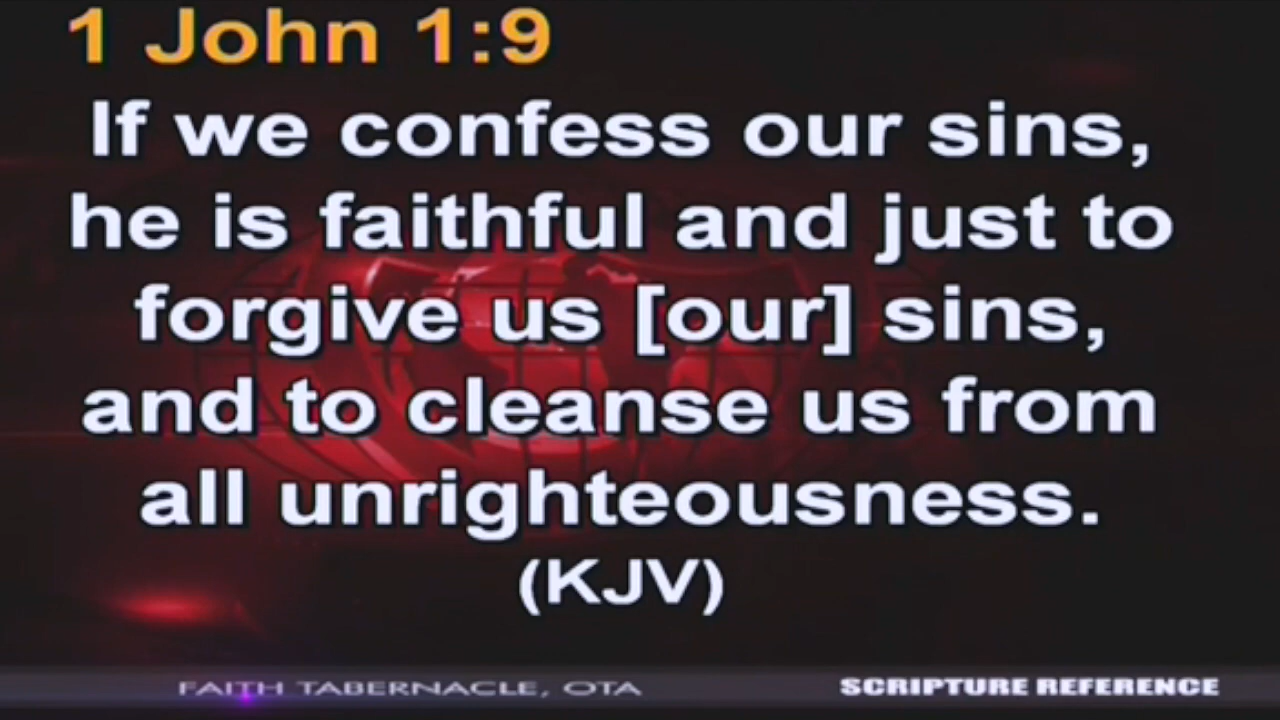 1 John 1:9
If we confess our sins,
he is faithful and just to
forgive us [our] sins,
and to cleanse us from
all unrighteousness.
(KJV)
FAITH TABERNACLE, OTA
SCRIPTURE REFERENCE